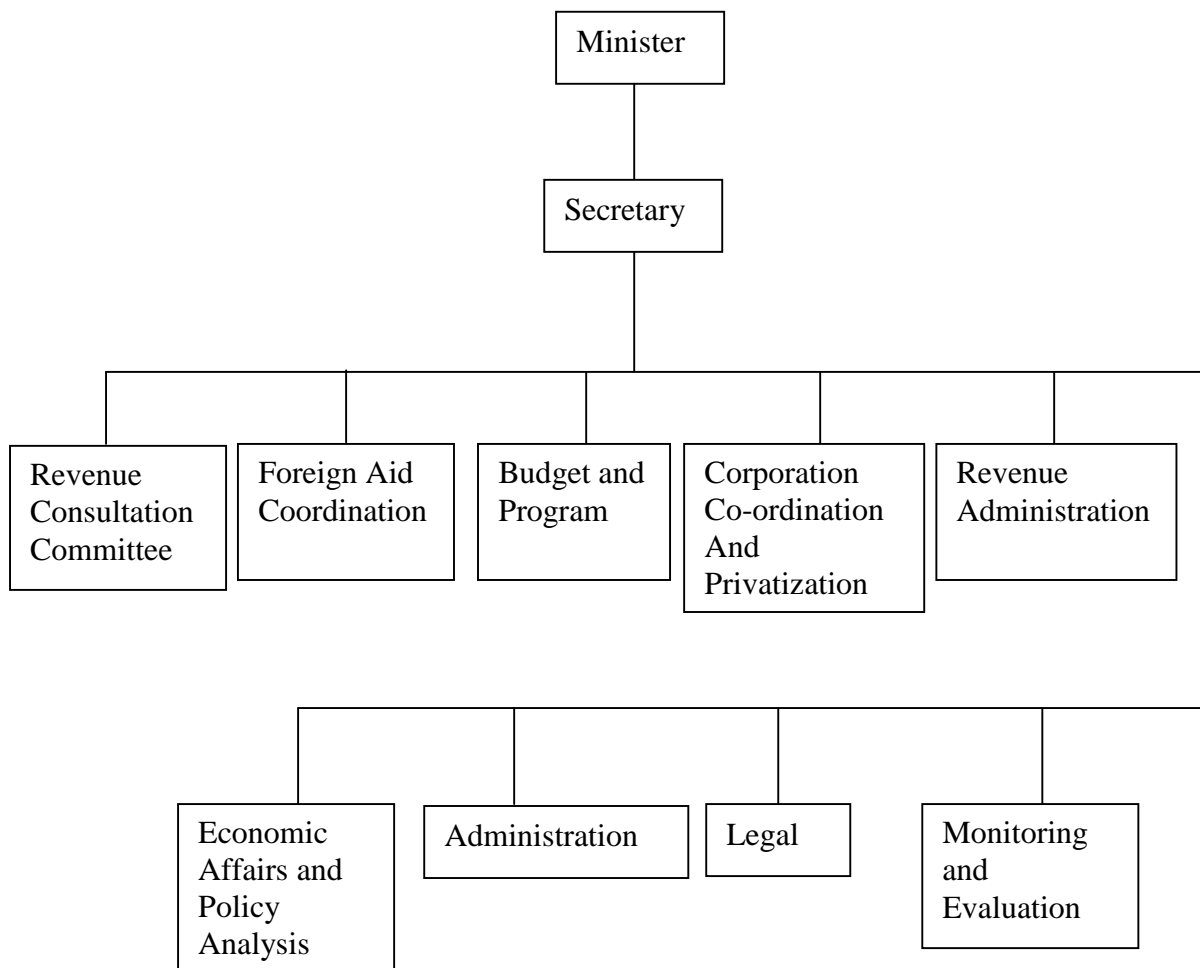 Minister
Secretary
Revenue
Consultation
Committee
Foreign Aid
Coordination
Budget and
Program
Corporation
Co-ordination
And
Privatization
Revenue
Administration
Economic
Affairs and
Policy
Analysis
Administration
Legal
Monitoring
and
Evaluation